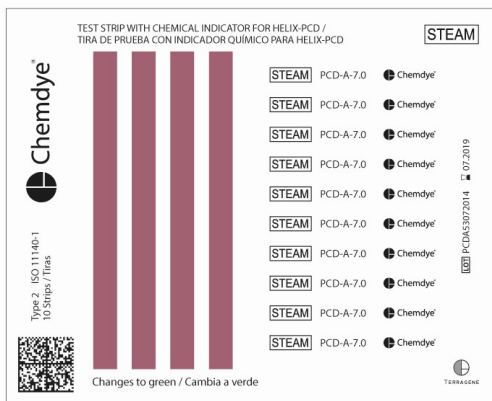 TEST STRIP WITH CHEMICAL INDICATOR FOR HELIX-PCD /
TIRA DE PRUEBA CON INDICADOR QUÍMICO PARA HELIX-PCD
STEAM
Chemdye®
Type 2 ISO 11140-1
10 Strips / Tiras
STEAM PCD-A-7.0 Chemdye®
STEAM PCD-A-7.0 Chemdye®
STEAM PCD-A-7.0 Chemdye®
STEAM PCD-A-7.0 Chemdye®
STEAM PCD-A-7.0 Chemdye®
STEAM PCD-A-7.0 Chemdye®
STEAM PCD-A-7.0 Chemdye®
STEAM PCD-A-7.0 Chemdye®
STEAM PCD-A-7.0 Chemdye®
STEAM PCD-A-7.0 Chemdye®
LOT PCDA53072014 07.2019
Changes to green / Cambia a verde
TERRAGENE